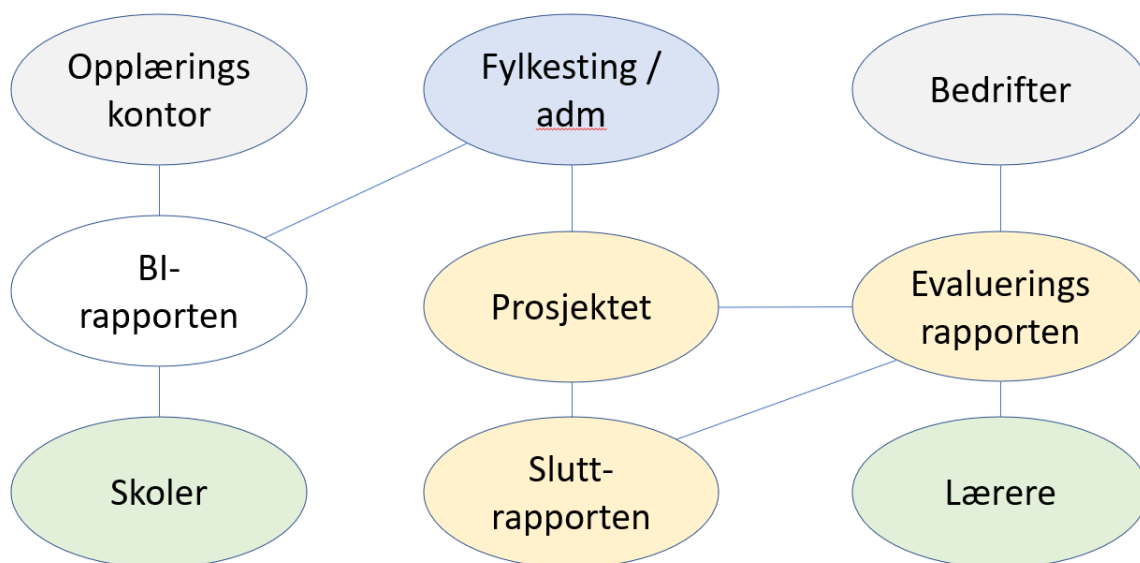 Opplærings
kontor
Fylkesting /
adm
Bedrifter
BI-
rapporten
Prosjektet
Evaluerings
rapporten
Skoler
Slutt-
rapporten
Lærere